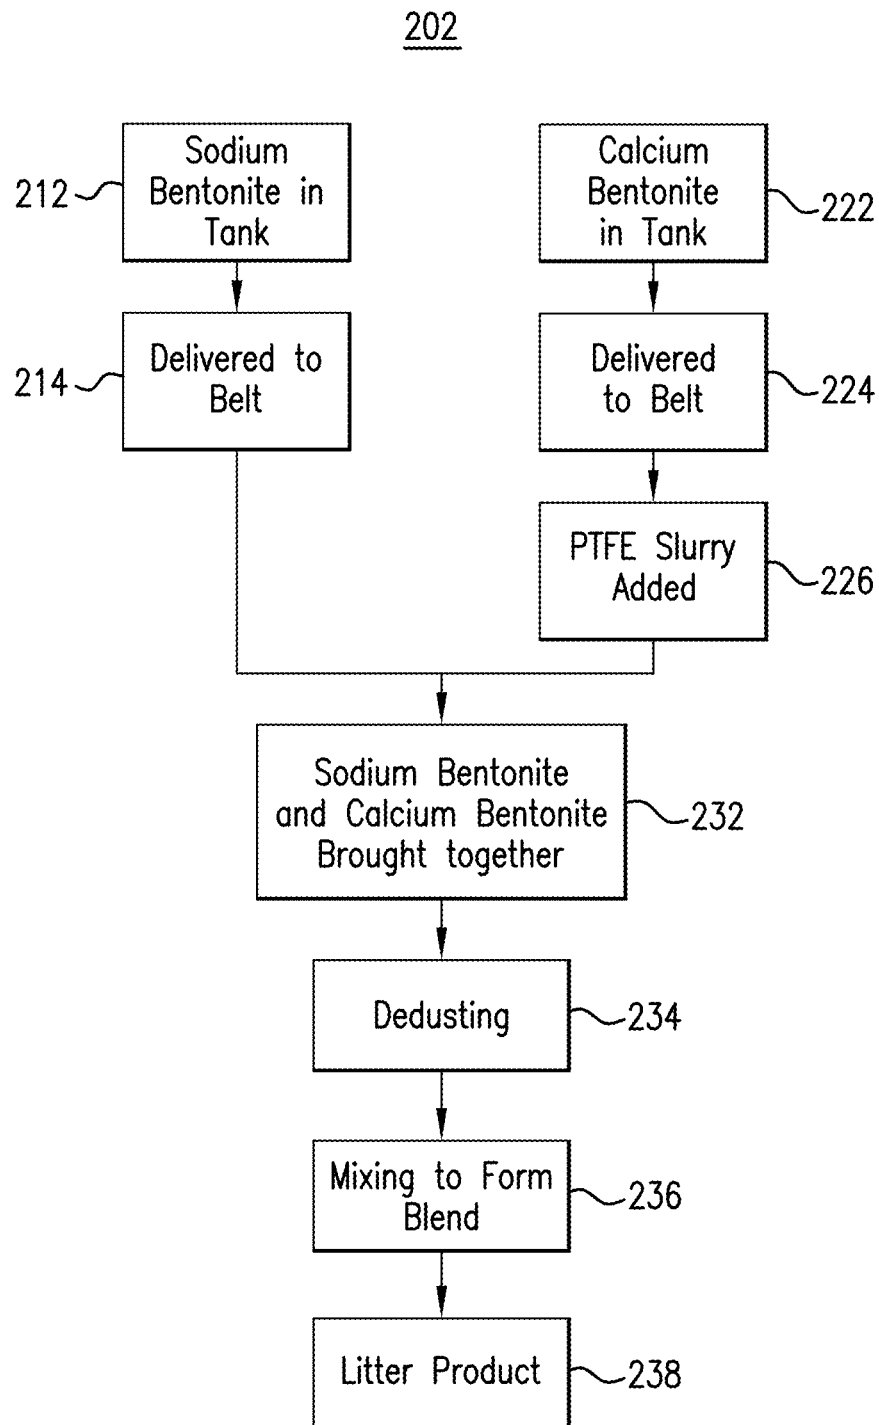 202
Sodium
Bentonite in
Tank
212
Calcium
Bentonite
in Tank
222
Delivered to
Belt
214
Delivered
to Belt
224
PTFE Slurry
Added
226
Sodium Bentonite
and Calcium Bentonite
Brought together
232
Dedusting
234
Mixing to Form
Blend
236
Litter Product
238